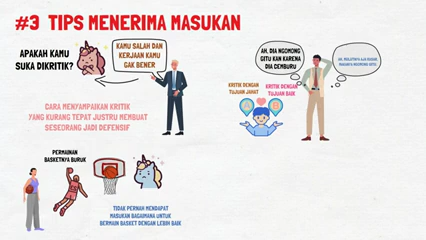 #3 TIPS MENERIMA MASUKAN
APAKAH KAMU
SUKA DIKRITIK?
KAMU SALAH DAN
KERJAAN KAMU
GAK BENER
CARA MENYAMPAIKAN KRITIK
YANG KURANG TEPAT JUSTRU MEMBUAT
SESEORANG JADI DEFENSIF
AH, DIA NGOMONG
GITU KAN KARENA
DIA CEMBURU
KRITIK DENGAN
TUJUAN JAHAT
KRITIK DENGAN
TUJUAN BAIK
A
B
PERMAINAN
BASKETNYA BURUK
TIDAK PERNAH MENDAPAT
MASUKAN BAGAIMANA UNTUK
BERMAIN BASKET DENGAN LEBIH BAIK